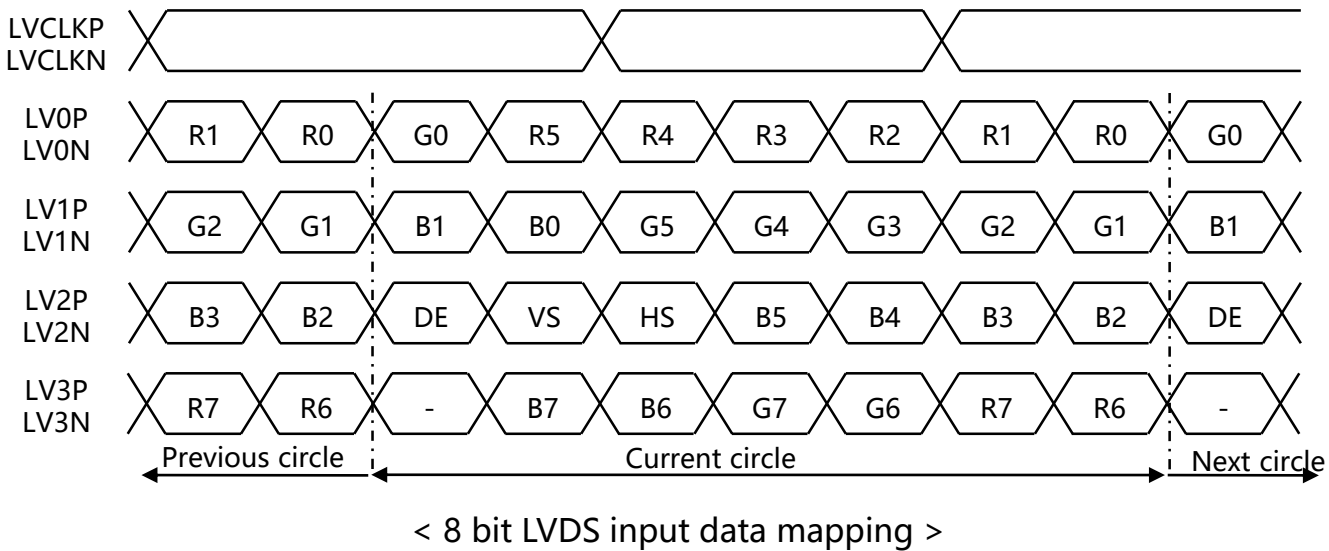 LVCLKP
LVCLKN
LV0P
LV0N
R1 R0 G0 R5 R4 R3 R2 R1 R0 G0
LV1P
LV1N
G2 G1 B1 B0 G5 G4 G3 G2 G1 B1
LV2P
LV2N
B3 B2 DE VS HS B5 B4 B3 B2 DE
LV3P
LV3N
R7 R6 - B7 B6 G7 G6 R7 R6 -
Previous circle Current circle Next circle
< 8 bit LVDS input data mapping >